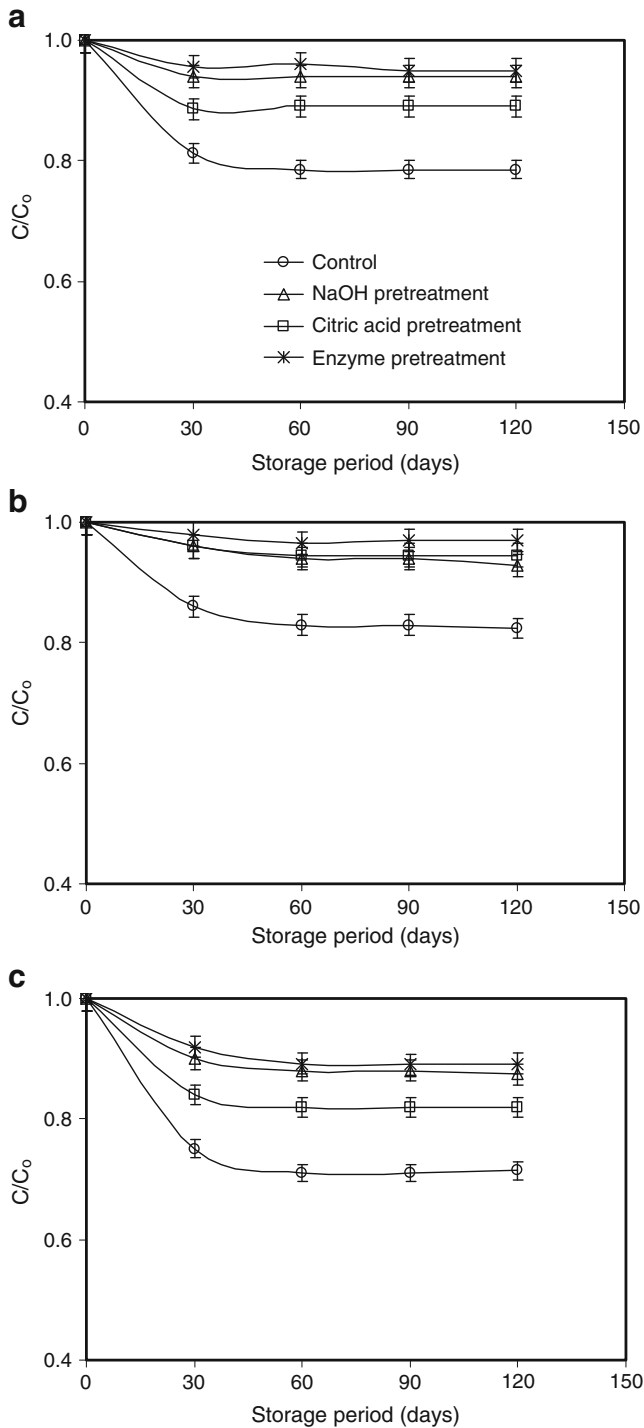 a
1.0
0.8
0.6
0.4
C/Co
Control
NaOH pretreatment
Citric acid pretreatment
Enzyme pretreatment
0 30 60 90 120 150
Storage period (days)
b
1.0
0.8
0.6
0.4
C/Co
0 30 60 90 120 150
Storage period (days)
c
1.0
0.8
0.6
0.4
C/Co
0 30 60 90 120 150
Storage period (days)